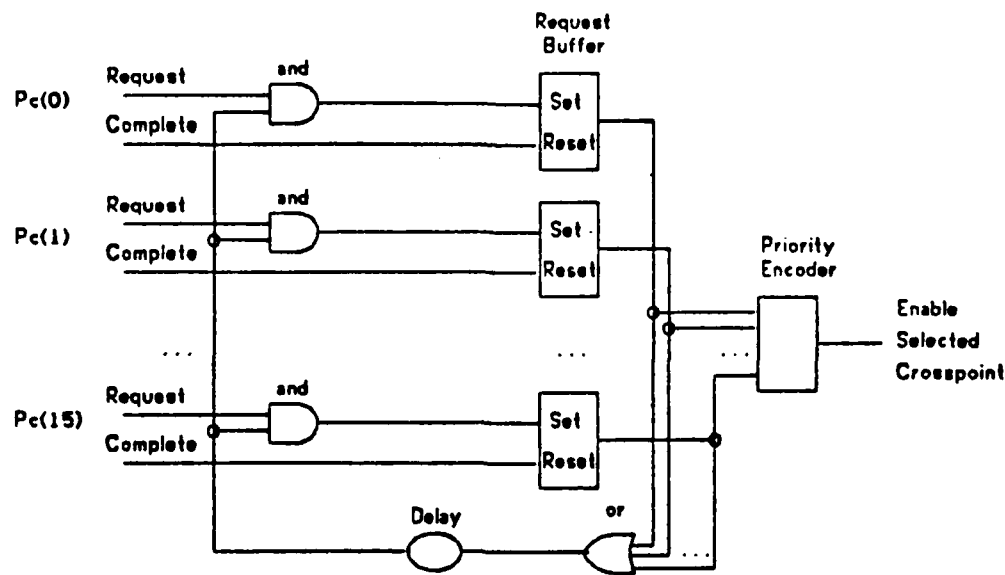 Request
Buffer
Request
and
Pc(0)
Set
Complete
Reset
Request
and
Pc(1)
Set
Complete
Reset
Priority
Encoder
Enable
Selected
Crosspoint
...
...
...
Request
and
Pc(15)
Set
Complete
Reset
Delay
or
....